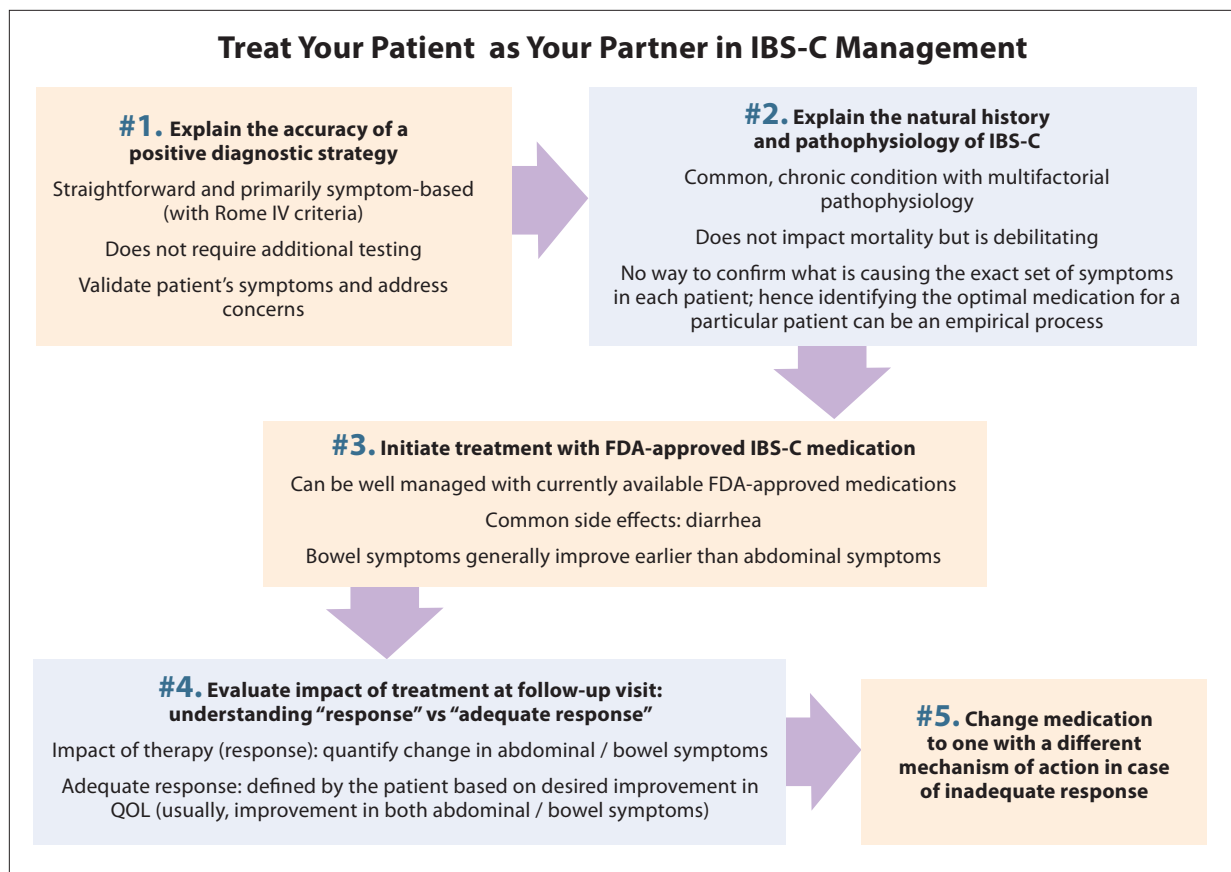 Treat Your Patient as Your Partner in IBS-C Management
#1. Explain the accuracy of a
positive diagnostic strategy
Straightforward and primarily symptom-based
(with Rome IV criteria)
Does not require additional testing
Validate patient’s symptoms and address
concerns
#2. Explain the natural history
and pathophysiology of IBS-C
Common, chronic condition with multifactorial
pathophysiology
Does not impact mortality but is debilitating
No way to confirm what is causing the exact set of symptoms
in each patient; hence identifying the optimal medication for a
particular patient can be an empirical process
#3. Initiate treatment with FDA-approved IBS-C medication
Can be well managed with currently available FDA-approved medications
Common side effects: diarrhea
Bowel symptoms generally improve earlier than abdominal symptoms
#4. Evaluate impact of treatment at follow-up visit:
understanding “response” vs “adequate response”
Impact of therapy (response): quantify change in abdominal / bowel symptoms
Adequate response: defined by the patient based on desired improvement in
QOL (usually, improvement in both abdominal / bowel symptoms)
#5. Change medication
to one with a different
mechanism of action in case
of inadequate response